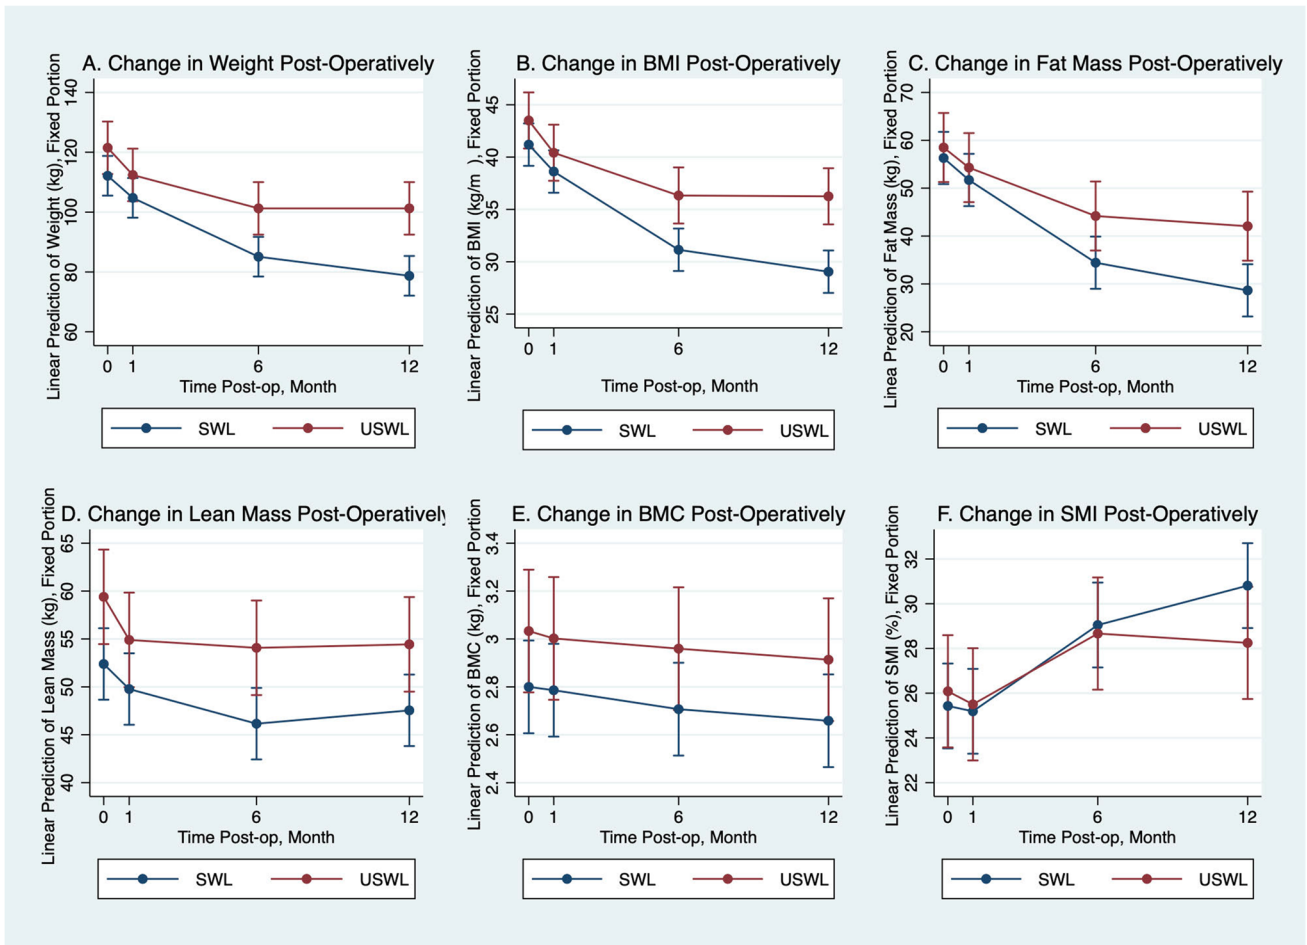 A. Change in Weight Post-Operatively
Linear Prediction of Weight (kg), Fixed Portion
140
120
100
80
60
0 1 6 12
Time Post-op, Month
SWL USWL
B. Change in BMI Post-Operatively
Linear Prediction of BMI (kg/m ), Fixed Portion
45
40
35
30
25
0 1 6 12
Time Post-op, Month
SWL USWL
C. Change in Fat Mass Post-Operatively
Linea Prediction of Fat Mass (kg), Fixed Portion
70
60
50
40
30
20
0 1 6 12
Time Post-op, Month
SWL USWL
D. Change in Lean Mass Post-Operatively
Linear Prediction of Lean Mass (kg), Fixed Portion
65
60
55
50
45
40
0 1 6 12
Time Post-op, Month
SWL USWL
E. Change in BMC Post-Operatively
Linear Prediction of BMC (kg), Fixed Portion
3.4
3.2
3
2.8
2.6
2.4
0 1 6 12
Time Post-op, Month
SWL USWL
F. Change in SMI Post-Operatively
Linear Prediction of SMI (%), Fixed Portion
32
30
28
26
24
22
0 1 6 12
Time Post-op, Month
SWL USWL